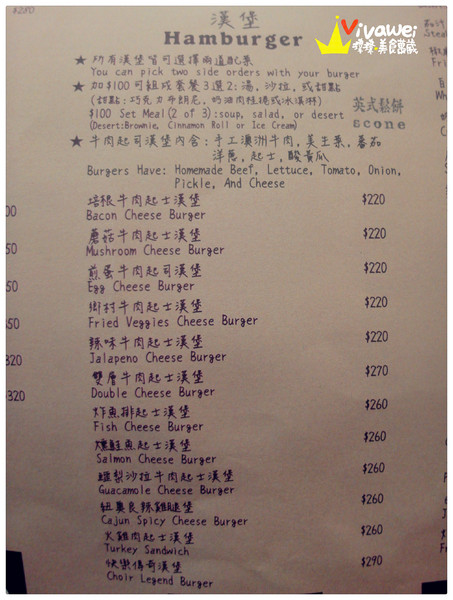 $280
漢堡
Hamburger
Vivawei
★ 所有漢堡皆可選擇兩道配菜
You can pick two side orders with your burger
★ 加$100可組成套餐3選2:湯,沙拉,或甜點
(甜點:巧克力布朗尼,奶油肉桂捲或冰淇淋)
$100 Set Meal(2 of 3):soup, salad, or desert
(Desert:Brownie, Cinnamon Roll or Ice Cream)
英式鬆餅
scone
★ 牛肉起司漢堡內含:手工澳洲牛肉,美生菜,蕃茄
洋蔥,起士,酸黃瓜
Burgers Have: Homemade Beef, Lettuce, Tomato, Onion,
Pickle, And Cheese
培根牛肉起士漢堡 $220
Bacon Cheese Burger
蘑菇牛肉起士漢堡 $220
Mushroom Cheese Burger
煎蛋牛肉起司漢堡 $220
Egg Cheese Burger
鄉村牛肉起士漢堡 $220
Fried Veggies Cheese Burger
辣味牛肉起士漢堡 $220
Jalapeno Cheese Burger
雙層牛肉起士漢堡 $270
Double Cheese Burger
炸魚排起士漢堡 $260
Fish Cheese Burger
燻鮭魚起士漢堡 $260
Salmon Cheese Burger
鱷梨沙拉牛肉起士漢堡 $260
Guacamole Cheese Burger
紐奧良辣雞腿堡 $260
Cajun Spicy Cheese Burger
火雞肉起士漢堡 $260
Turkey Sandwich
快樂傳奇漢堡 $290
Choir Legend Burger